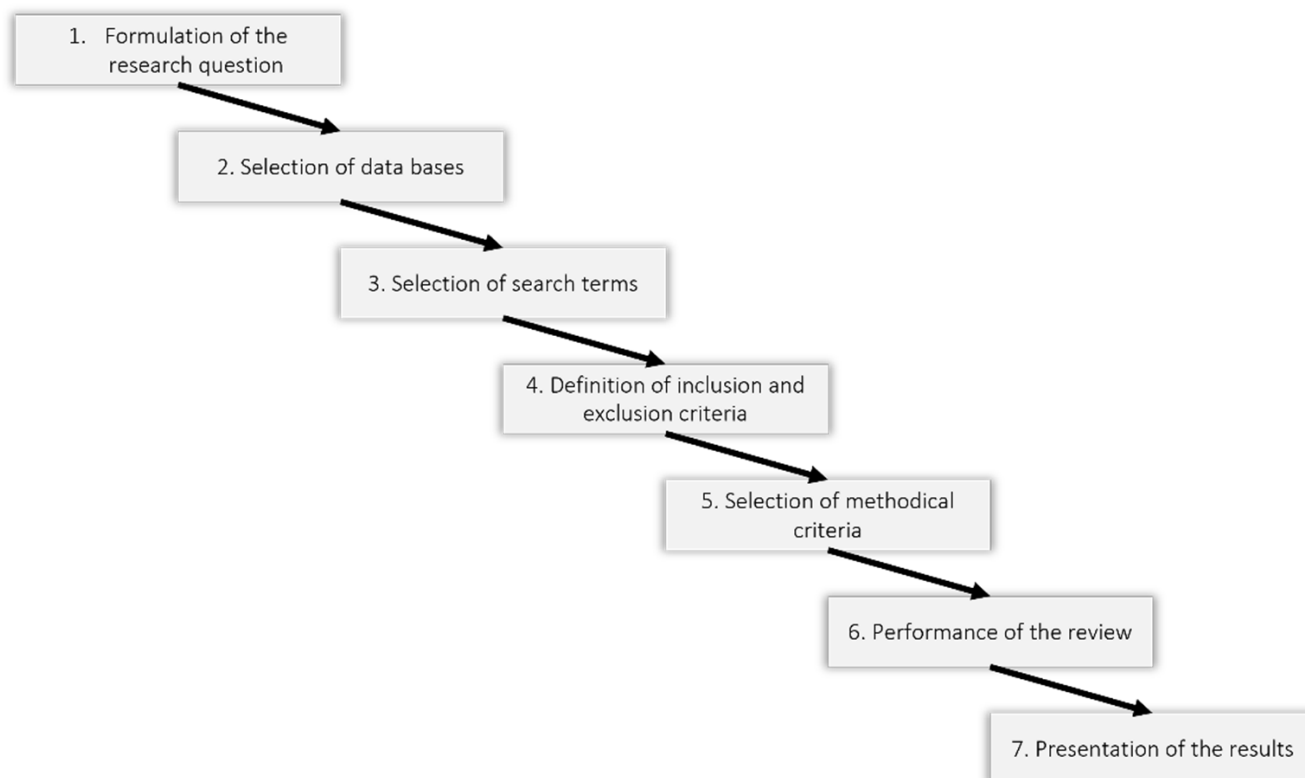 1. Formulation of the
research question
2. Selection of data bases
3. Selection of search terms
4. Definition of inclusion and
exclusion criteria
5. Selection of methodical
criteria
6. Performance of the review
7. Presentation of the results